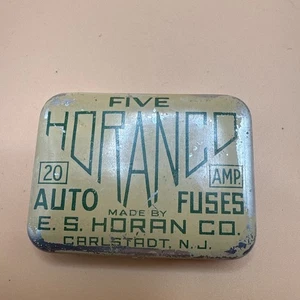 FIVE
HORANCO
20 AMP.
AUTO FUSES
MADE BY
E. S. HORAN CO.
CARLSTADT, N. J.